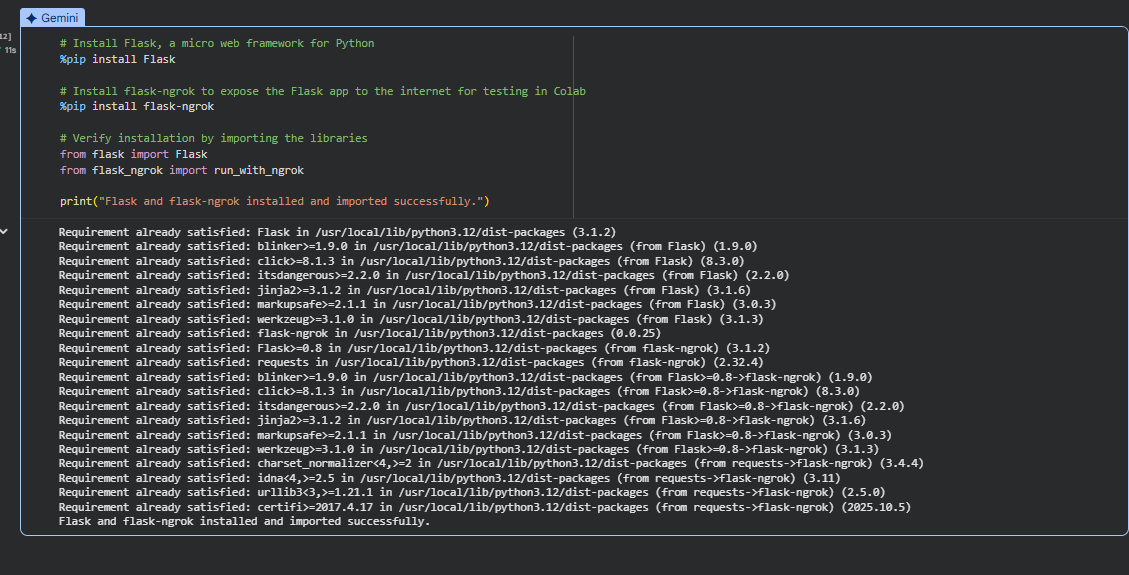 Gemini
12]
11s
# Install Flask, a micro web framework for Python
%pip install Flask
# Install flask-ngrok to expose the Flask app to the internet for testing in Colab
%pip install flask-ngrok
# Verify installation by importing the libraries
from flask import Flask
from flask_ngrok import run_with_ngrok
print("Flask and flask-ngrok installed and imported successfully.")
Requirement already satisfied: Flask in /usr/local/lib/python3.12/dist-packages (3.1.2)
Requirement already satisfied: blinker>=1.9.0 in /usr/local/lib/python3.12/dist-packages (from Flask) (1.9.0)
Requirement already satisfied: click>=8.1.3 in /usr/local/lib/python3.12/dist-packages (from Flask) (8.3.0)
Requirement already satisfied: itsdangerous>=2.2.0 in /usr/local/lib/python3.12/dist-packages (from Flask) (2.2.0)
Requirement already satisfied: jinja2>=3.1.2 in /usr/local/lib/python3.12/dist-packages (from Flask) (3.1.6)
Requirement already satisfied: markupsafe>=2.1.1 in /usr/local/lib/python3.12/dist-packages (from Flask) (3.0.3)
Requirement already satisfied: werkzeug>=3.1.0 in /usr/local/lib/python3.12/dist-packages (from Flask) (3.1.3)
Requirement already satisfied: flask-ngrok in /usr/local/lib/python3.12/dist-packages (0.0.25)
Requirement already satisfied: Flask>=0.8 in /usr/local/lib/python3.12/dist-packages (from flask-ngrok) (3.1.2)
Requirement already satisfied: requests in /usr/local/lib/python3.12/dist-packages (from flask-ngrok) (2.32.4)
Requirement already satisfied: blinker>=1.9.0 in /usr/local/lib/python3.12/dist-packages (from Flask>=0.8->flask-ngrok) (1.9.0)
Requirement already satisfied: click>=8.1.3 in /usr/local/lib/python3.12/dist-packages (from Flask>=0.8->flask-ngrok) (8.3.0)
Requirement already satisfied: itsdangerous>=2.2.0 in /usr/local/lib/python3.12/dist-packages (from Flask>=0.8->flask-ngrok) (2.2.0)
Requirement already satisfied: jinja2>=3.1.2 in /usr/local/lib/python3.12/dist-packages (from Flask>=0.8->flask-ngrok) (3.1.6)
Requirement already satisfied: markupsafe>=2.1.1 in /usr/local/lib/python3.12/dist-packages (from Flask>=0.8->flask-ngrok) (3.0.3)
Requirement already satisfied: werkzeug>=3.1.0 in /usr/local/lib/python3.12/dist-packages (from Flask>=0.8->flask-ngrok) (3.1.3)
Requirement already satisfied: charset_normalizer<4,>=2 in /usr/local/lib/python3.12/dist-packages (from requests->flask-ngrok) (3.4.4)
Requirement already satisfied: idna<4,>=2.5 in /usr/local/lib/python3.12/dist-packages (from requests->flask-ngrok) (3.11)
Requirement already satisfied: urllib3<3,>=1.21.1 in /usr/local/lib/python3.12/dist-packages (from requests->flask-ngrok) (2.5.0)
Requirement already satisfied: certifi>=2017.4.17 in /usr/local/lib/python3.12/dist-packages (from requests->flask-ngrok) (2025.10.5)
Flask and flask-ngrok installed and imported successfully.